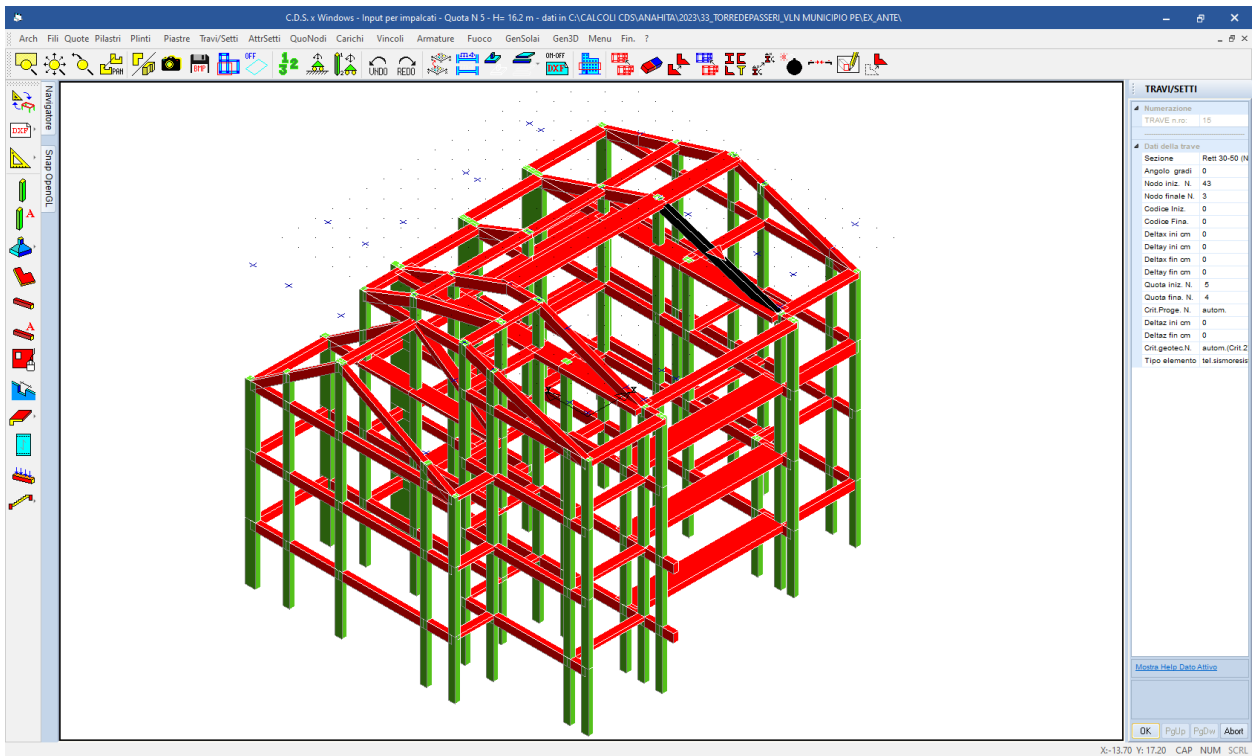 C.D.S. x Windows - Input per impalcati - Quota N 5 - H= 16.2 m - dati in C:\CALCOLI CDS\ANAHITA\2023\33_TORREDEPASSERI_VLN MUNICIPIO PE\EX_ANTE\
Arch Fili Quote Pilastri Plinti Piastre Travi/Setti AttrSetti QuoNodi Carichi Vincoli Armature Fuoco GenSolai Gen3D Menu Fin. ?
PAN BMP OFF UNDO REDO ON-OFF DXF
Navigatore
Snap OpenGL
DXF
A
A
TRAVI/SETTI
Numerazione
TRAVE n.ro: 15
Dati della trave
Sezione Rett 30-50 (N
Angolo gradi 0
Nodo iniz. N. 43
Nodo finale N. 3
Codice Iniz. 0
Codice Fina. 0
Deltax ini cm 0
Deltay ini cm 0
Deltax fin cm 0
Deltay fin cm 0
Quota iniz. N. 5
Quota fina. N. 4
Crit.Proge. N. autom.
Deltaz ini cm 0
Deltaz fin cm 0
Crit.geotec.N. autom.(Crit.2
Tipo elemento tel.sismoresis
Mostra Help Dato Attivo
OK PgUp PgDw Abort
X:-13.70 Y: 17.20 CAP NUM SCRL